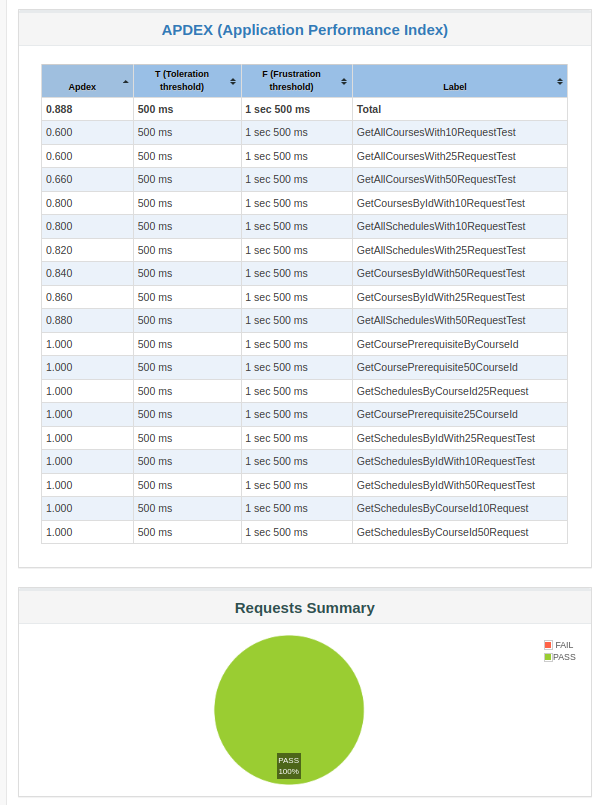 APDEX (Application Performance Index)
Apdex T (Toleration threshold) F (Frustration threshold) Label
0.888 500 ms 1 sec 500 ms Total
0.600 500 ms 1 sec 500 ms GetAllCoursesWith10RequestTest
0.600 500 ms 1 sec 500 ms GetAllCoursesWith25RequestTest
0.660 500 ms 1 sec 500 ms GetAllCoursesWith50RequestTest
0.800 500 ms 1 sec 500 ms GetCoursesByIdWith10RequestTest
0.800 500 ms 1 sec 500 ms GetAllSchedulesWith10RequestTest
0.820 500 ms 1 sec 500 ms GetAllSchedulesWith25RequestTest
0.840 500 ms 1 sec 500 ms GetCoursesByIdWith50RequestTest
0.860 500 ms 1 sec 500 ms GetCoursesByIdWith25RequestTest
0.880 500 ms 1 sec 500 ms GetAllSchedulesWith50RequestTest
1.000 500 ms 1 sec 500 ms GetCoursePrerequisiteByCourseId
1.000 500 ms 1 sec 500 ms GetCoursePrerequisite50CourseId
1.000 500 ms 1 sec 500 ms GetSchedulesByCourseId25Request
1.000 500 ms 1 sec 500 ms GetCoursePrerequisite25CourseId
1.000 500 ms 1 sec 500 ms GetSchedulesByIdWith25RequestTest
1.000 500 ms 1 sec 500 ms GetSchedulesByIdWith10RequestTest
1.000 500 ms 1 sec 500 ms GetSchedulesByIdWith50RequestTest
1.000 500 ms 1 sec 500 ms GetSchedulesByCourseId10Request
1.000 500 ms 1 sec 500 ms GetSchedulesByCourseId50Request
Requests Summary
FAIL
PASS
PASS
100%